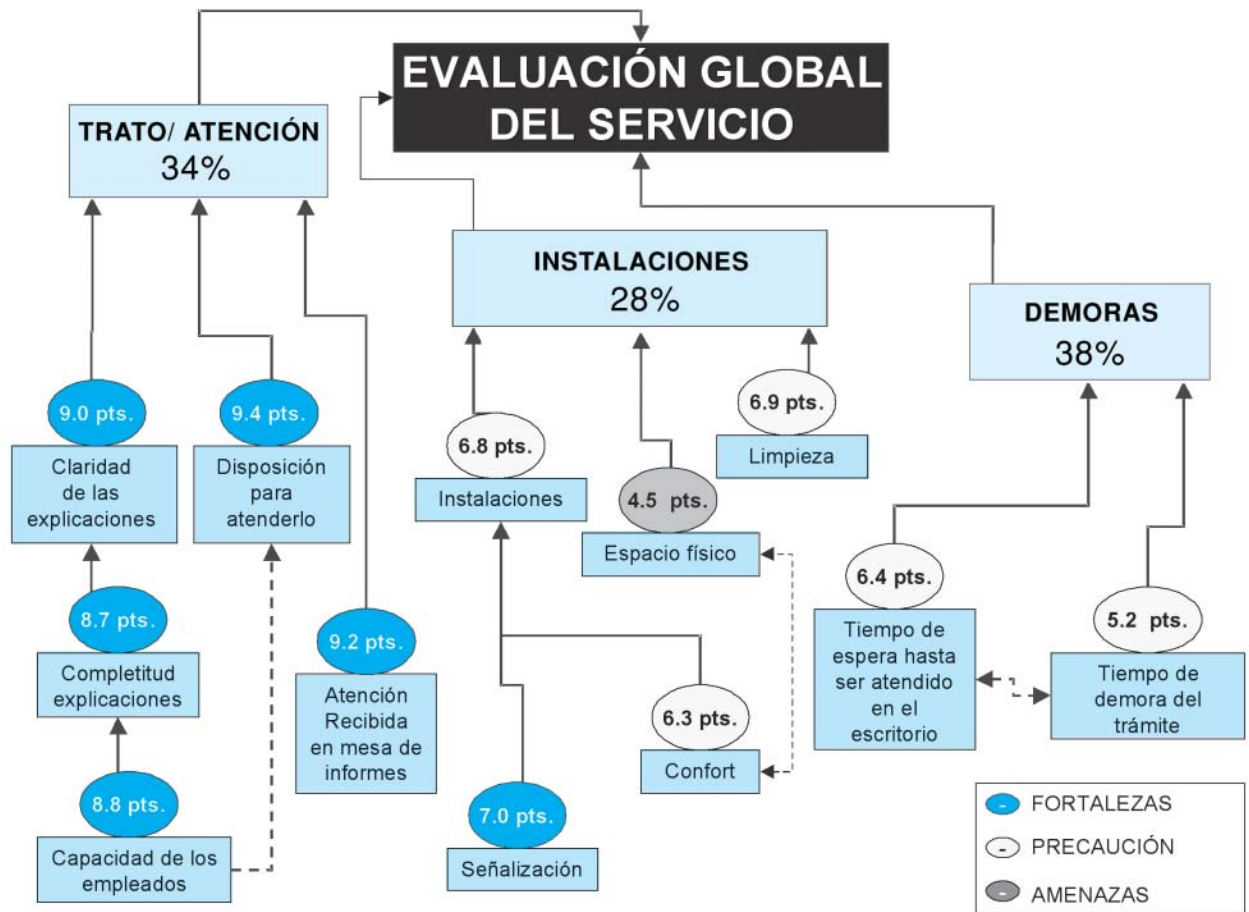 EVALUACIÓN GLOBAL
DEL SERVICIO
TRATO/ ATENCIÓN
34%
INSTALACIONES
28%
DEMORAS
38%
9.0 pts.
Claridad
de las
explicaciones
9.4 pts.
Disposición
para
atenderlo
8.7 pts.
Completitud
explicaciones
8.8 pts.
Capacidad de los
empleados
9.2 pts.
Atención
Recibida
en mesa de
informes
6.8 pts.
Instalaciones
4.5 pts.
Espacio físico
6.9 pts.
Limpieza
7.0 pts.
Señalización
6.3 pts.
Confort
6.4 pts.
Tiempo de
espera hasta
ser atendido
en el
escritorio
5.2 pts.
Tiempo de
demora del
trámite
- FORTALEZAS
- PRECAUCIÓN
- AMENAZAS